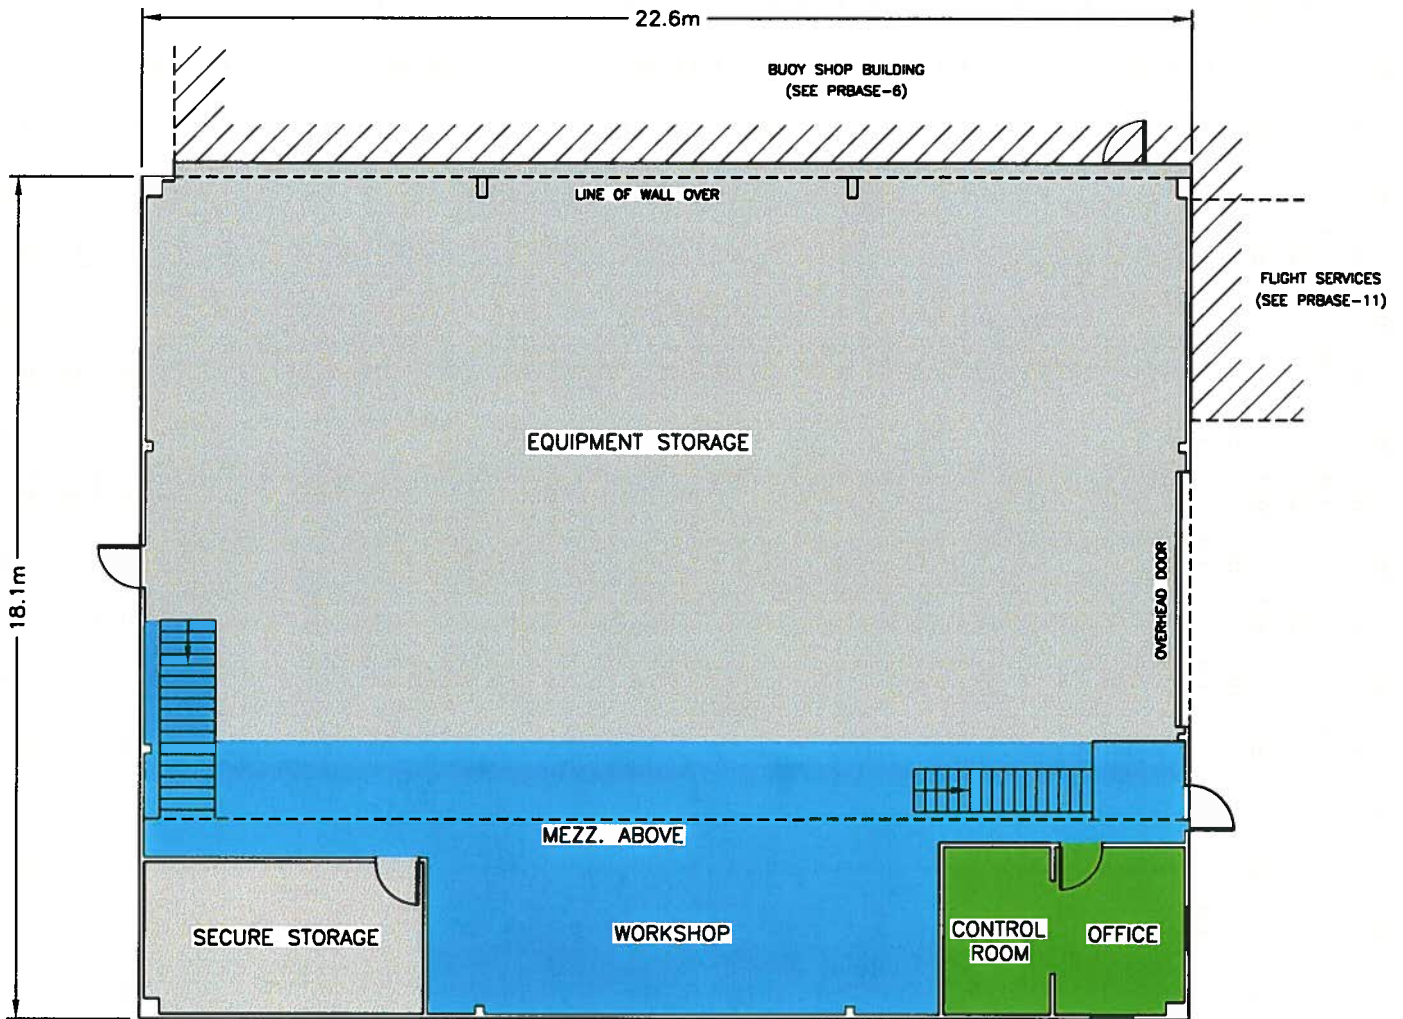 22.6m
BUOY SHOP BUILDING
(SEE PRBASE-6)
LINE OF WALL OVER
FLIGHT SERVICES
(SEE PRBASE-11)
EQUIPMENT STORAGE
18.1m
OVERHEAD DOOR
MEZZ. ABOVE
SECURE STORAGE
WORKSHOP
CONTROL
ROOM
OFFICE